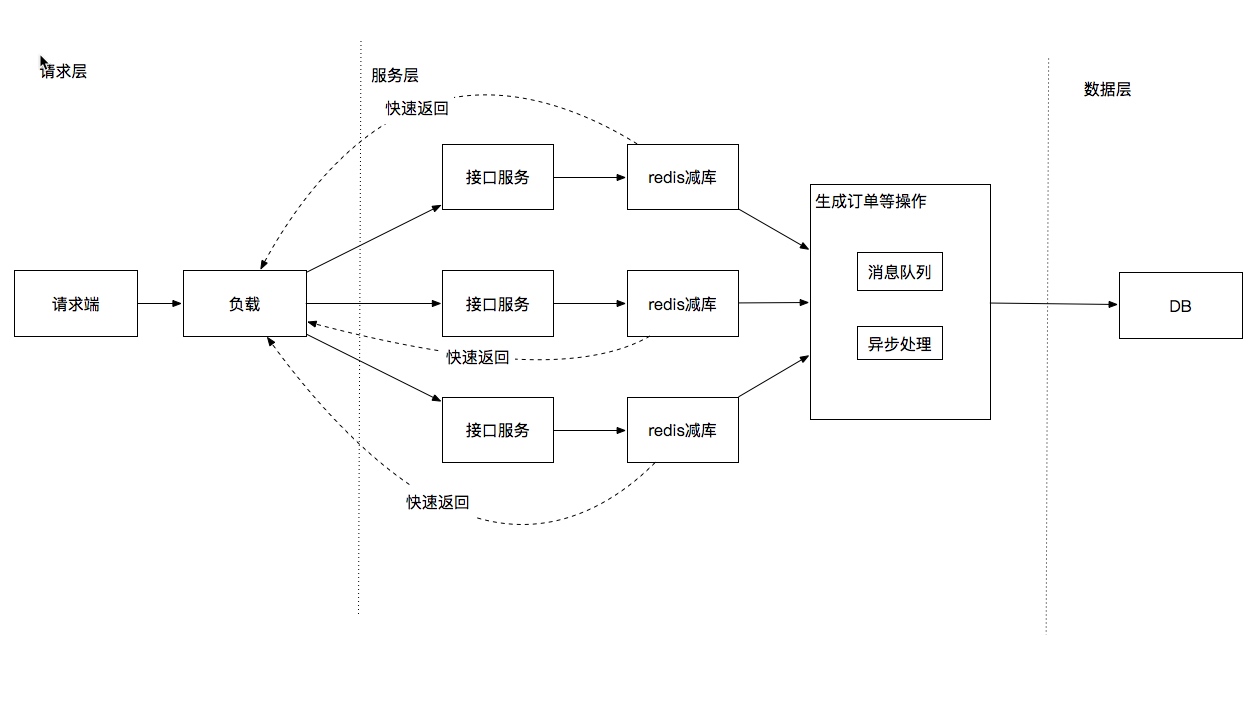 请求层
服务层
数据层
快速返回
接口服务
redis减库
生成订单等操作
消息队列
请求端
负载
接口服务
redis减库
DB
异步处理
快速返回
接口服务
redis减库
快速返回